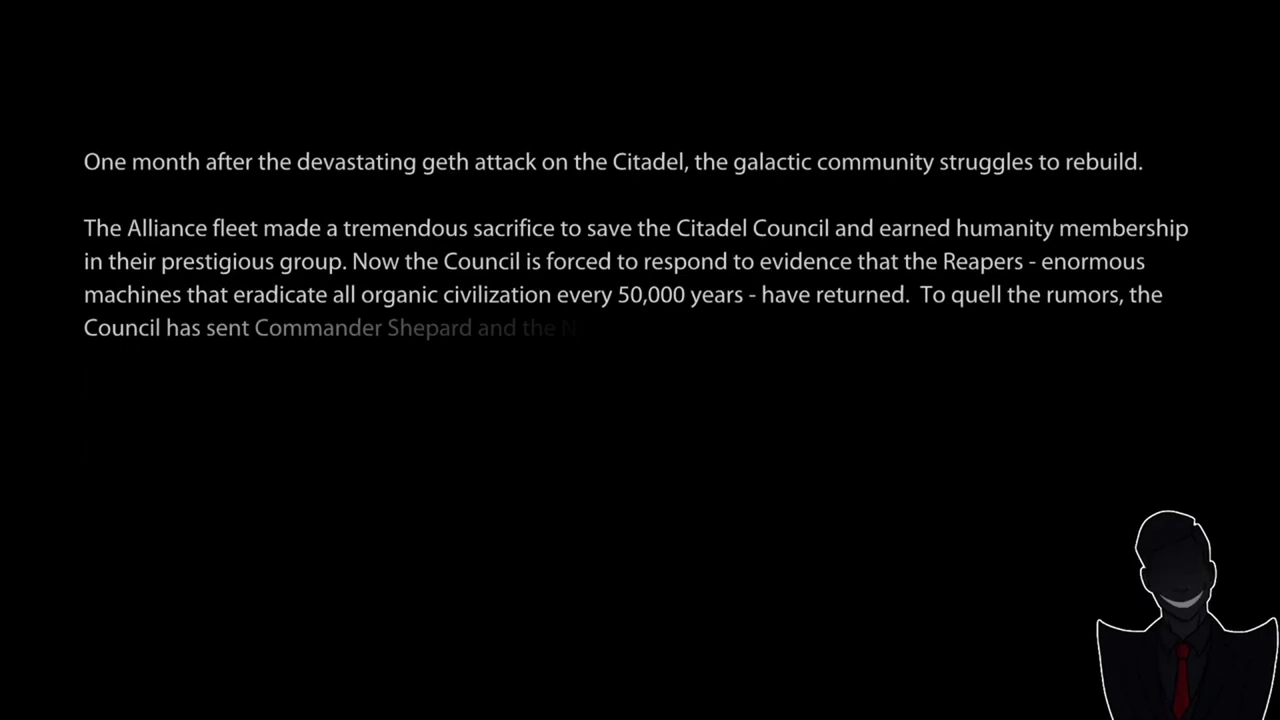 One month after the devastating geth attack on the Citadel, the galactic community struggles to rebuild.
The Alliance fleet made a tremendous sacrifice to save the Citadel Council and earned humanity membership
in their prestigious group. Now the Council is forced to respond to evidence that the Reapers - enormous
machines that eradicate all organic civilization every 50,000 years - have returned.  To quell the rumors, the
Council has sent Commander Shepard and the N